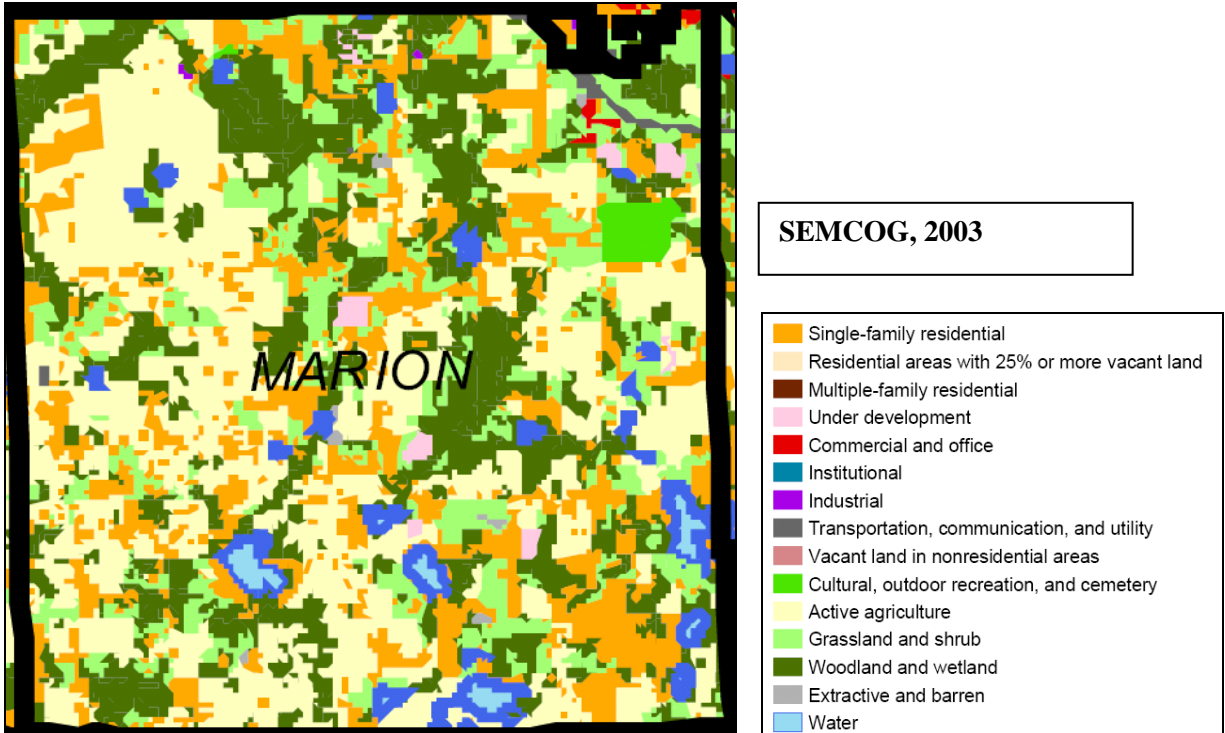 SEMCOG, 2003
MARION
Single-family residential
Residential areas with 25% or more vacant land
Multiple-family residential
Under development
Commercial and office
Institutional
Industrial
Transportation, communication, and utility
Vacant land in nonresidential areas
Cultural, outdoor recreation, and cemetery
Active agriculture
Grassland and shrub
Woodland and wetland
Extractive and barren
Water